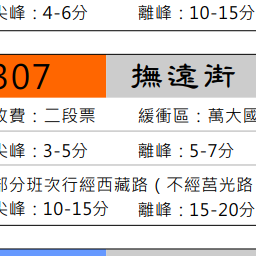 尖峰：4-6分 離峰：10-15分
307 撫遠街
收費：二段票 緩衝區：萬大國
尖峰：3-5分 離峰：5-7分
部分班次行經西藏路（不經莒光路
尖峰：10-15分 離峰：15-20分